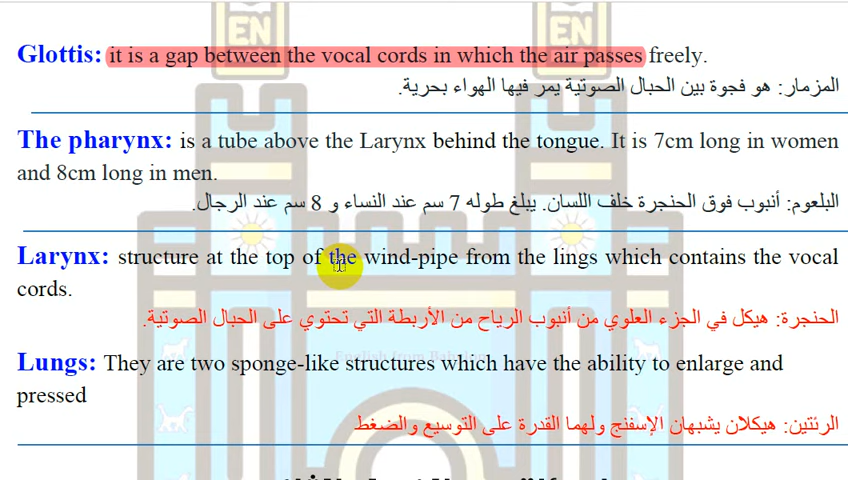 EN EN
Glottis: it is a gap between the vocal cords in which the air passes freely.
المزمار: هو فجوة بين الحبال الصوتية يمر فيها الهواء بحرية.
The pharynx: is a tube above the Larynx behind the tongue. It is 7cm long in women
and 8cm long in men.
البلعوم: أنبوب فوق الحنجرة خلف اللسان. يبلغ طوله 7 سم عند النساء و 8 سم عند الرجال.
Larynx: structure at the top of the wind-pipe from the lings which contains the vocal
cords.
الحنجرة: هيكل في الجزء العلوي من أنبوب الرياح من الأربطة التي تحتوي على الحبال الصوتية.
Lungs: They are two sponge-like structures which have the ability to enlarge and
pressed
الرئتين: هيكلان يشبهان الإسفنج ولهما القدرة على التوسيع والضغط